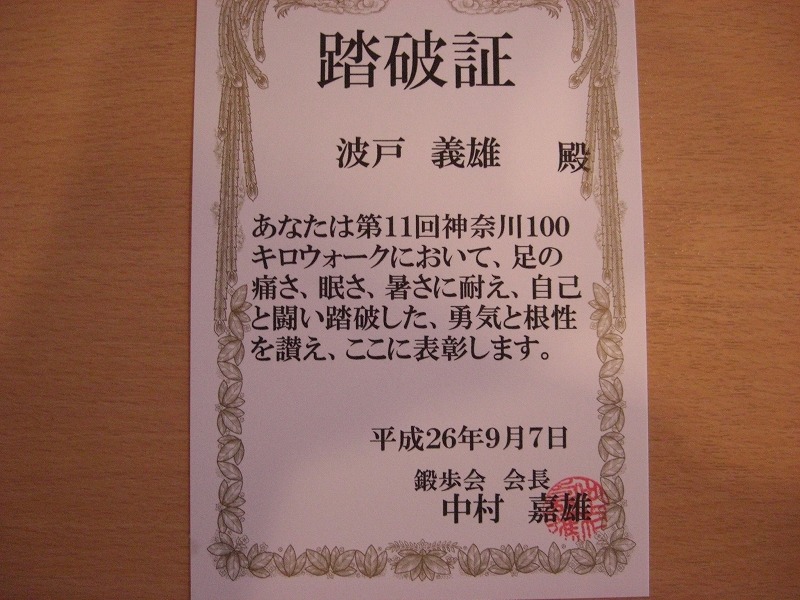 踏破証
波戸 義雄 殿
あなたは第11回神奈川100
キロウォークにおいて、足の
痛さ、眠さ、暑さに耐え、自己
と闘い踏破した、勇気と根性
を讃え、ここに表彰します。
平成26年9月7日
鍛歩会 会長
中村 嘉雄